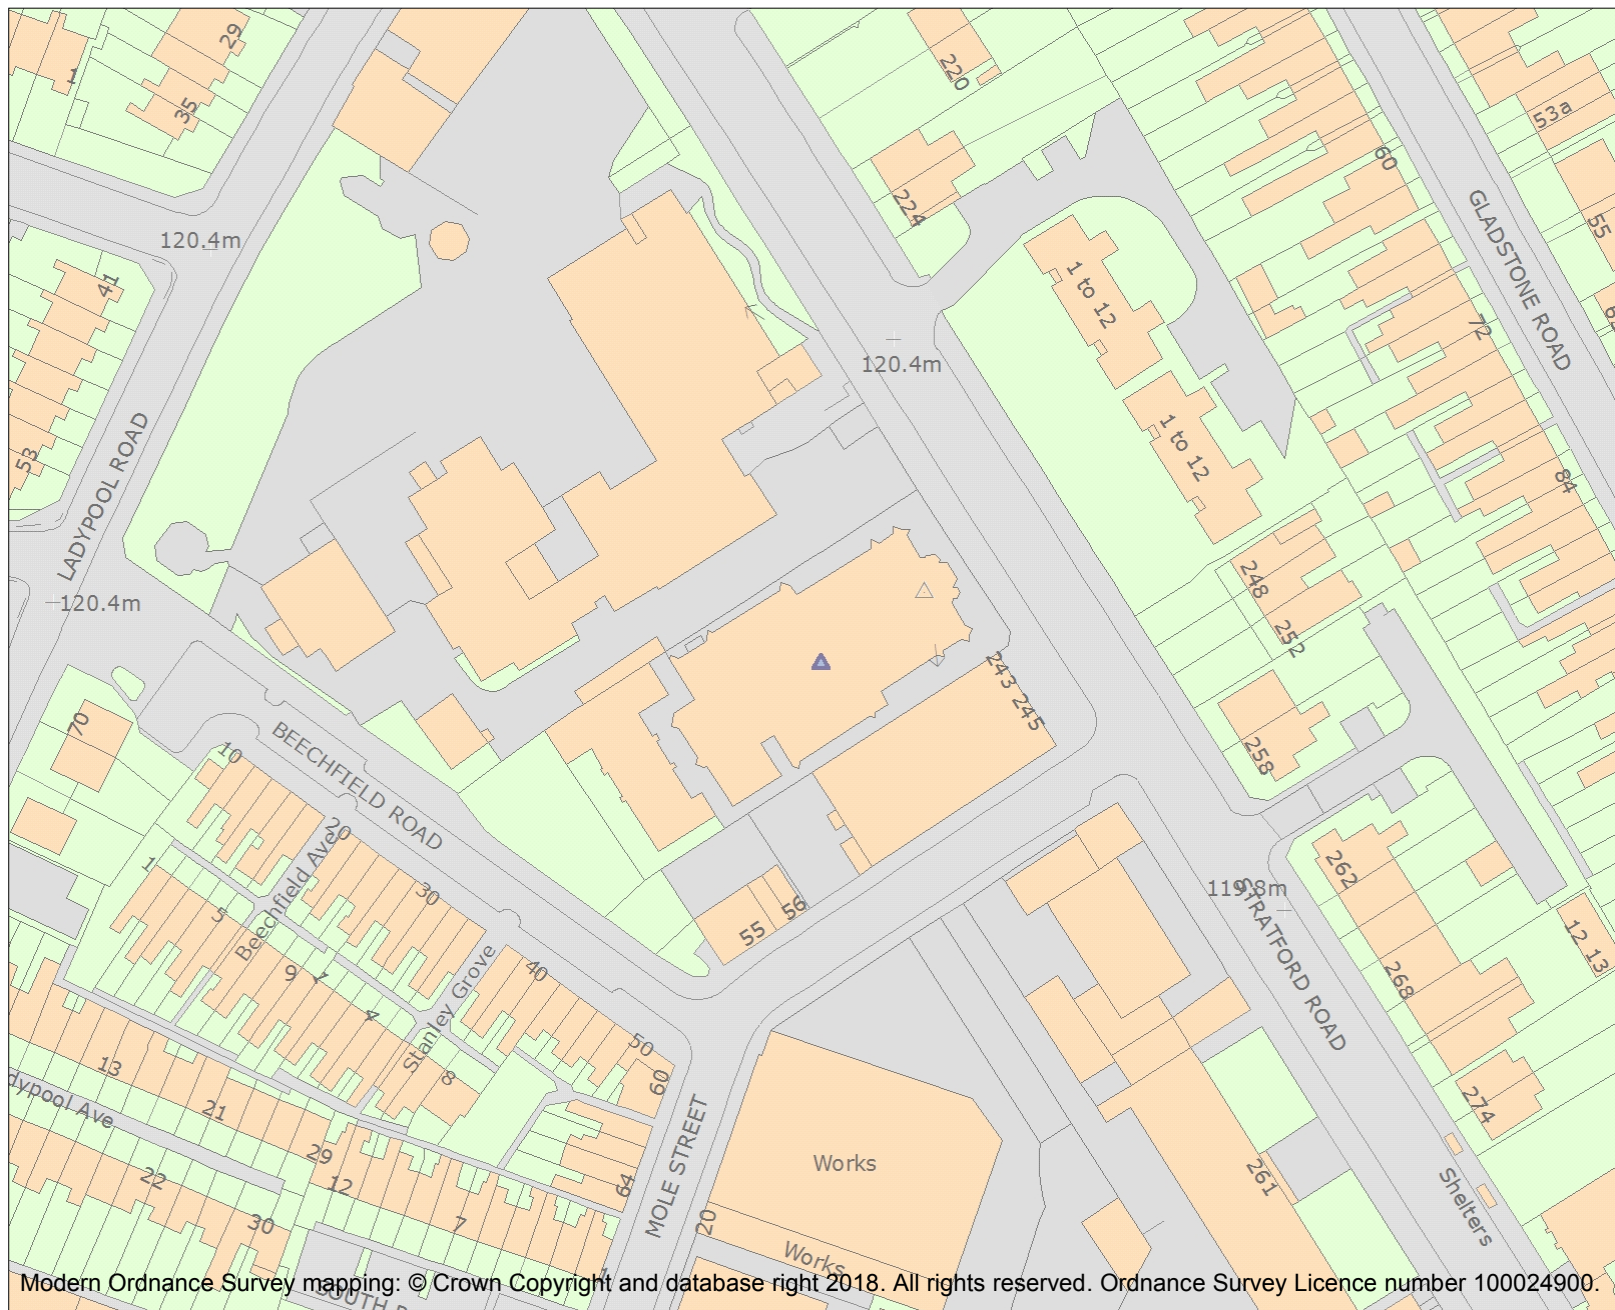 29
1
35
220
53a
60
224
GLADSTONE ROAD
55
120.4m
41
1 to 12
72
120.4m
LADYPOOL ROAD
53
1 to 12
84
120.4m
248
252
243 245
70
258
10
BEECHFIELD ROAD
20
1
30
Beechfield Ave
5
9
1
4
40
Stanley Grove
8
50
60
55
56
262
119.8m
STRATFORD ROAD
268
12 13
274
13
21
dypool Ave
29
12
22
30
7
64
MOLE STREET
20
Works
Works
261
Shelters
1
SOUTH
Modern Ordnance Survey mapping: © Crown Copyright and database right 2018. All rights reserved. Ordnance Survey Licence number 100024900.